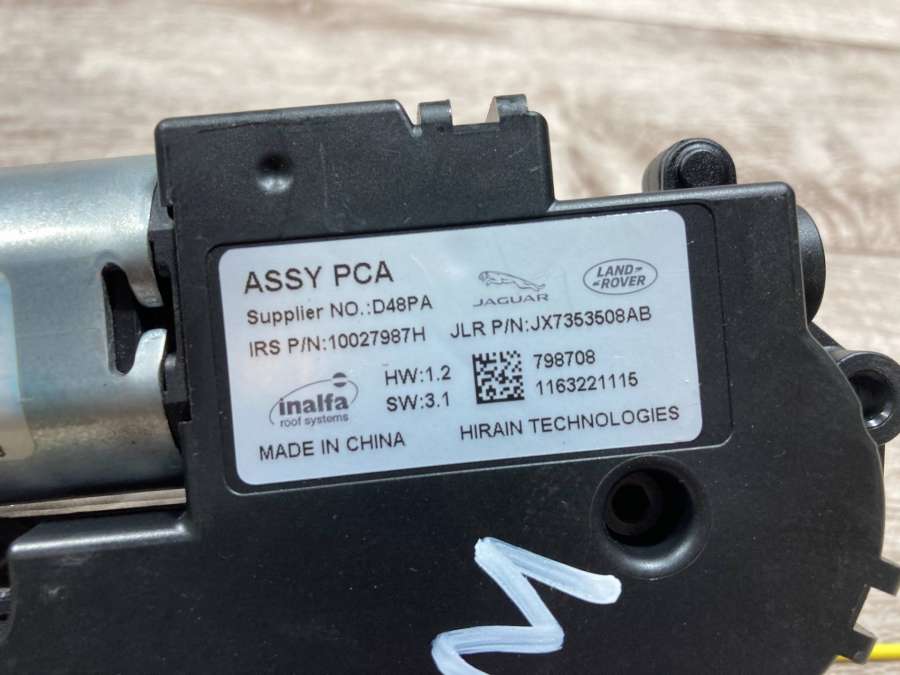 ASSY PCA
Supplier NO.:D48PA
IRS P/N:10027987H
JAGUAR
LAND ROVER
JLR P/N:JX7353508AB
inalfa
roof systems
HW:1.2
SW:3.1
798708
1163221115
MADE IN CHINA
HIRAIN TECHNOLOGIES